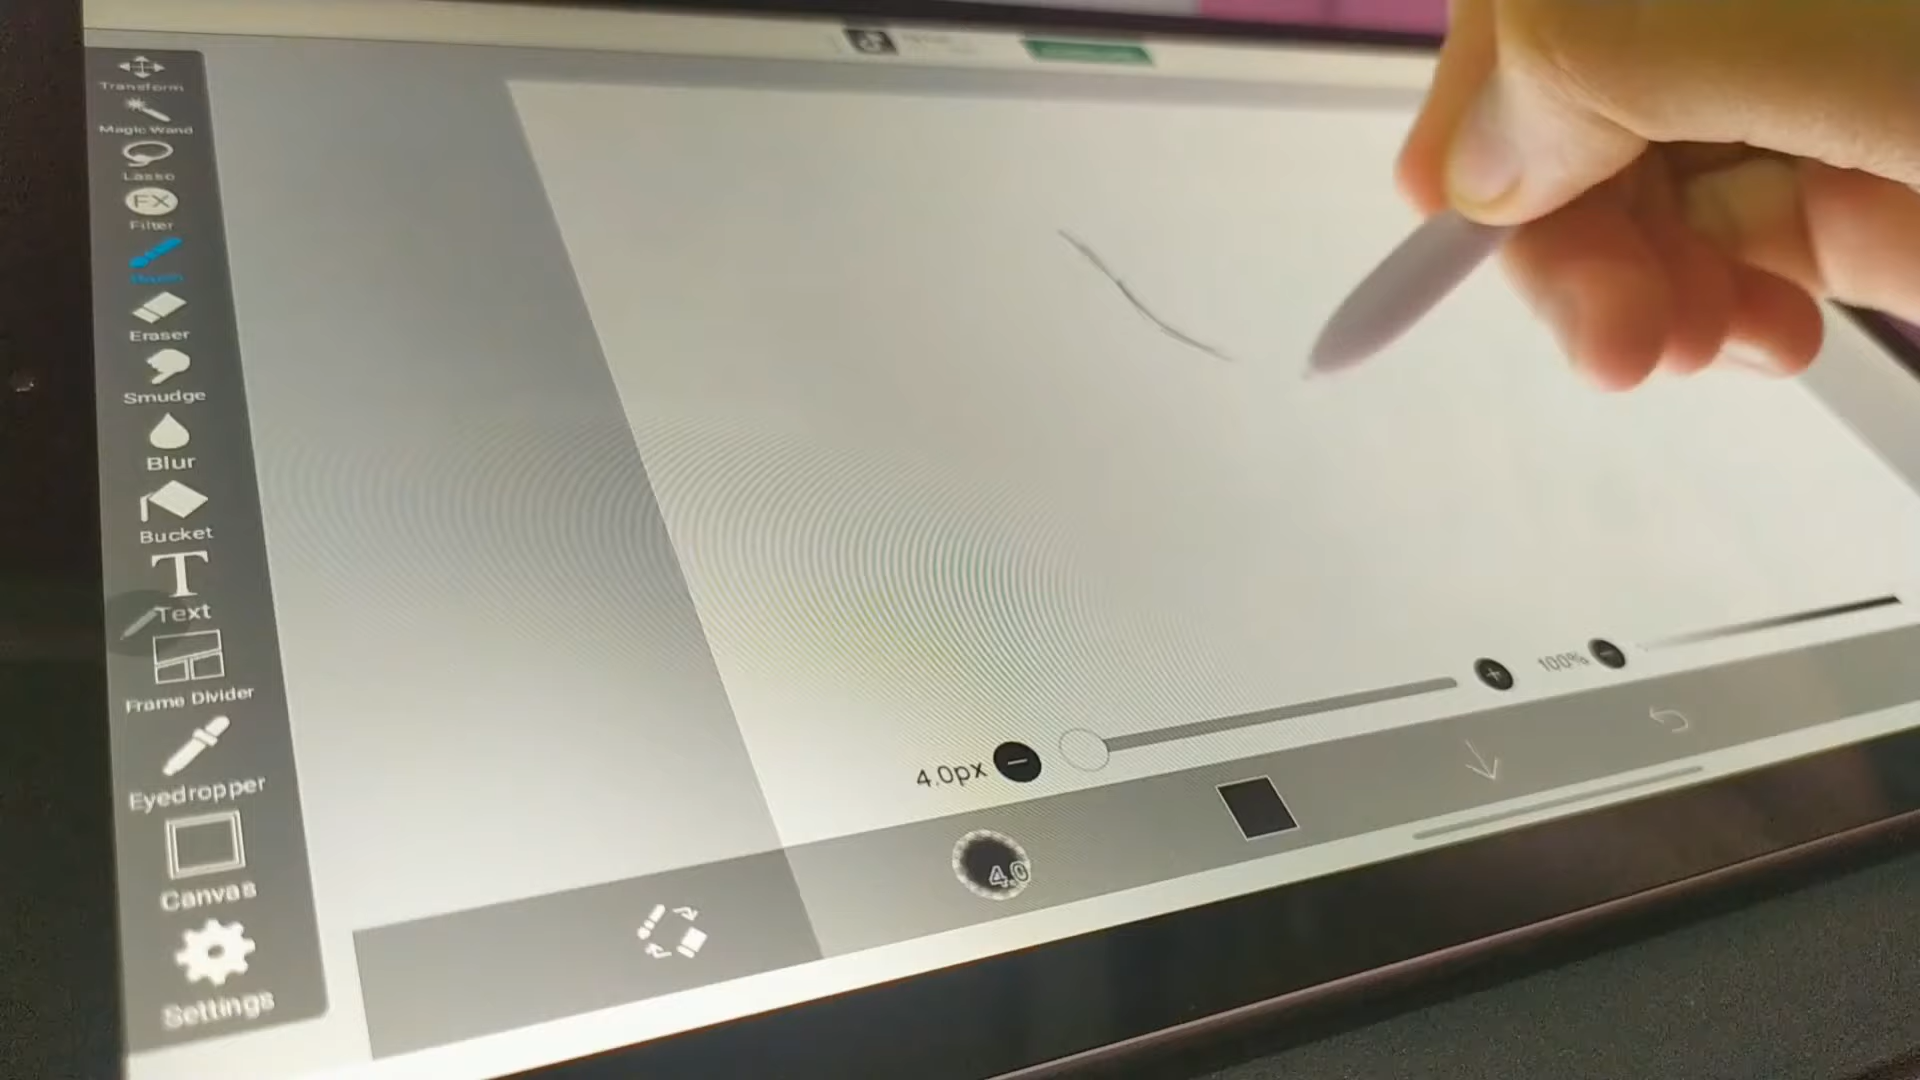 Transform
Magic Wand
Lasso
FX
Filter
Brush
Eraser
Smudge
Blur
Bucket
T
Text
Frame Divider
Eyedropper
Canvas
Settings
4.0px
100%
4.0